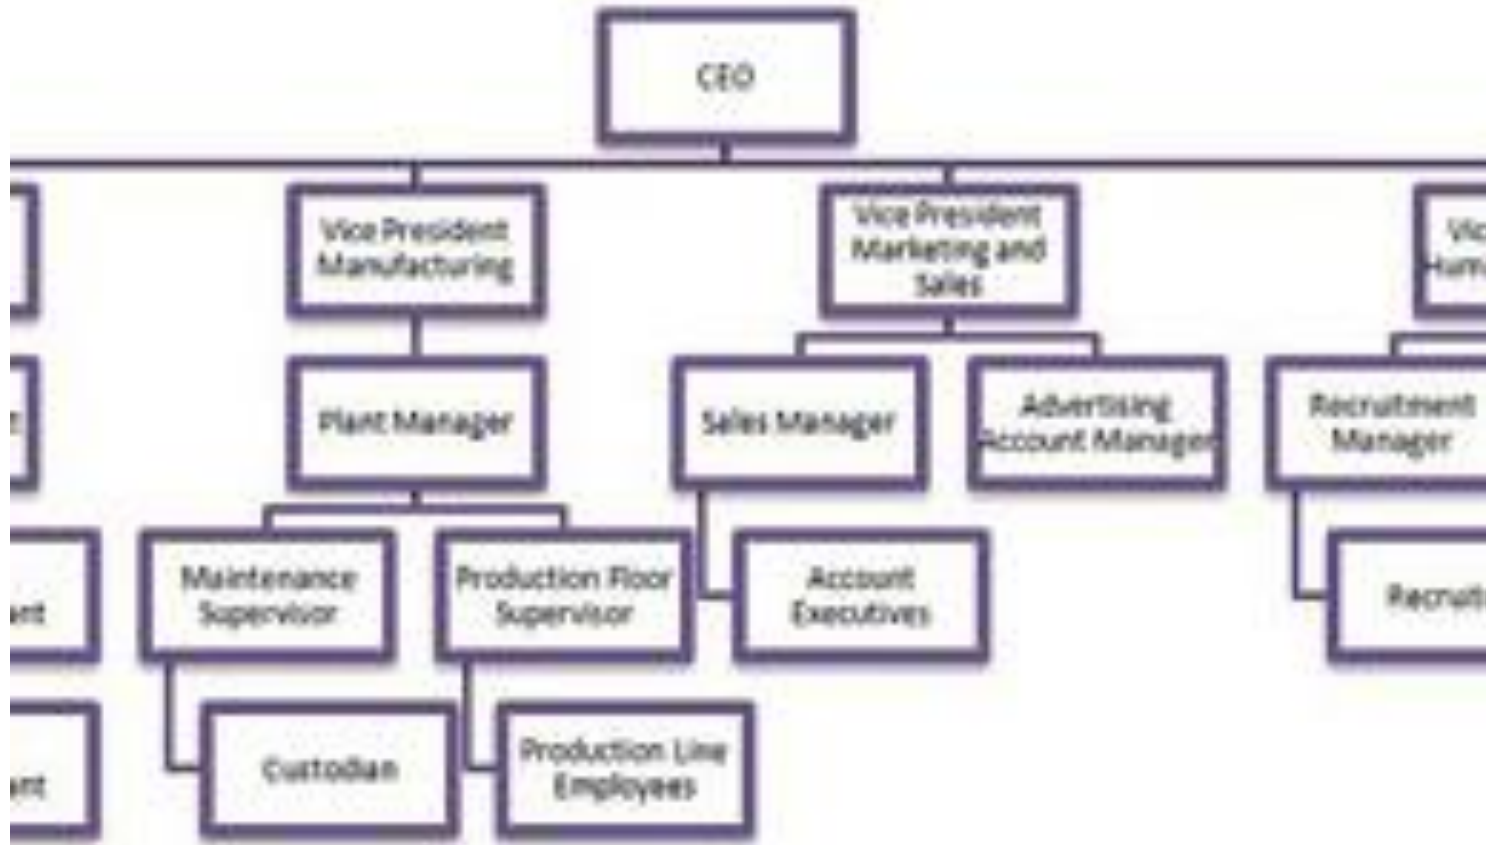 CEO
Vice President
Manufacturing
Vice President
Marketing and
Sales
Plant Manager
Sales Manager
Advertising
Account Manager
Recruitment
Manager
Maintenance
Supervisor
Production Floor
Supervisor
Account
Executives
Custodian
Production Line
Employees